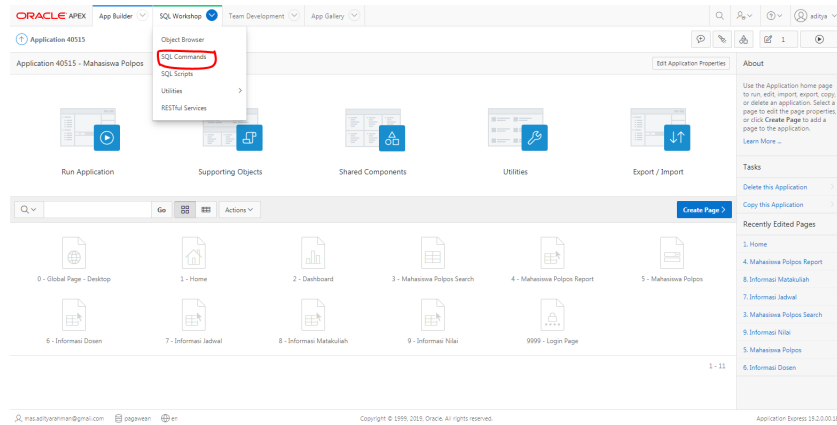 ORACLE APEX App Builder SQL Workshop Team Development App Gallery aditya
Application 40515 1
Object Browser
SQL Commands
SQL Scripts
Utilities
RESTful Services
Application 40515 - Mahasiswa Polpos Edit Application Properties
About
Use the Application home page
to run, edit, import, export, copy,
or delete an application. Select a
page to edit the page properties,
or click Create Page to add a
page to the application.
Learn More ...
Run Application Supporting Objects Shared Components Utilities Export / Import
Tasks
Delete this Application
Copy this Application
Go Actions Create Page
Recently Edited Pages
1. Home
4. Mahasiswa Polpos Report
8. Informasi Matakuliah
7. Informasi Jadwal
3. Mahasiswa Polpos Search
9. Informasi Nilai
5. Mahasiswa Polpos
6. Informasi Dosen
0 - Global Page - Desktop 1 - Home 2 - Dashboard 3 - Mahasiswa Polpos Search 4 - Mahasiswa Polpos Report 5 - Mahasiswa Polpos
6 - Informasi Dosen 7 - Informasi Jadwal 8 - Informasi Matakuliah 9 - Informasi Nilai 9999 - Login Page
1 - 11
mas.adityarahman@gmail.com pagawean en Copyright © 1999, 2019, Oracle. All rights reserved. Application Express 19.2.0.00.18